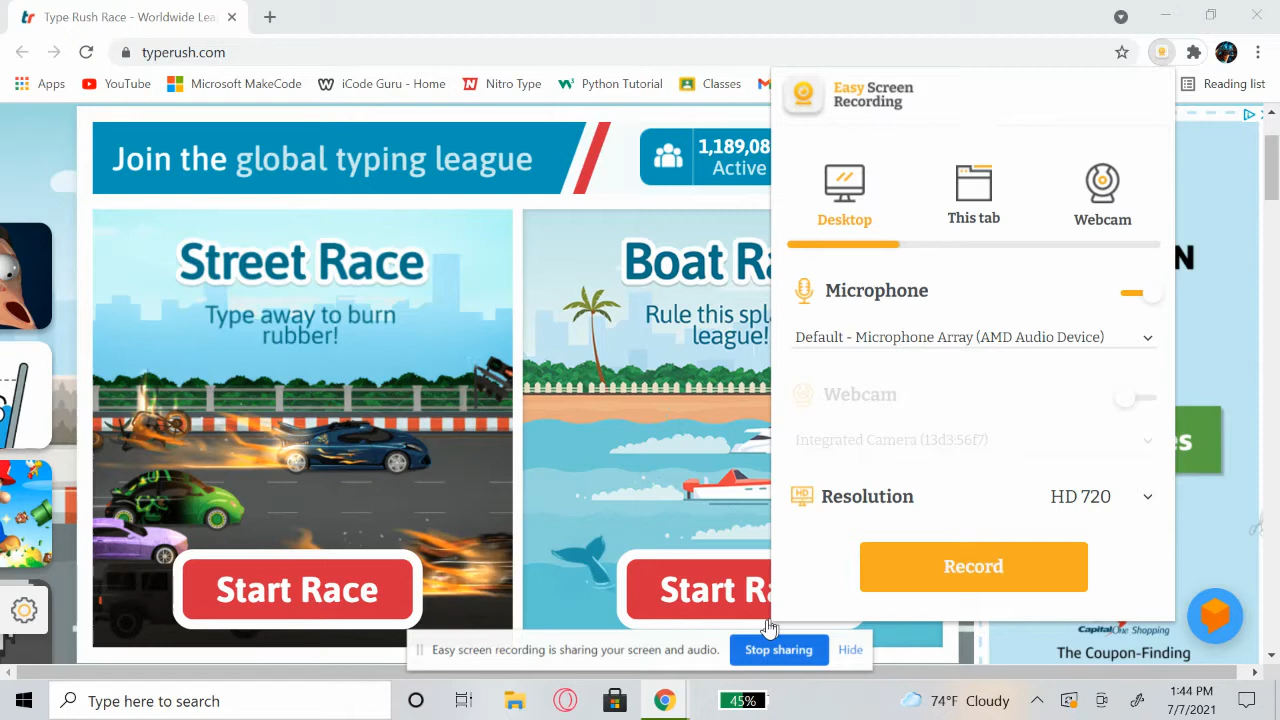 Type Rush Race - Worldwide Lea
typerush.com
Apps
YouTube
Microsoft MakeCode
iCode Guru - Home
Nitro Type
Python Tutorial
Classes
Reading list
Join the global typing league
1,189,08
Active
Street Race
Type away to burn
rubber!
Start Race
Boat Ra
Rule this spl
league!
Start Ra
Easy Screen
Recording
Desktop
This tab
Webcam
Microphone
Default - Microphone Array (AMD Audio Device)
Webcam
Integrated Camera (13d3:56f7)
Resolution
HD 720
Record
N
es
CapitalOne Shopping
The Coupon-Finding
Easy screen recording is sharing your screen and audio.
Stop sharing
Hide
Type here to search
45%
74°F Cloudy
1:44 PM
7/7/2021